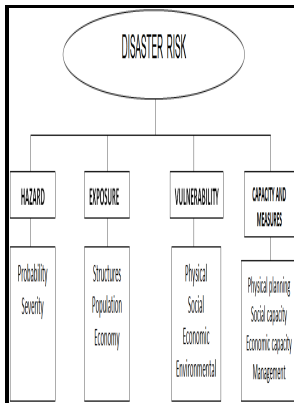 DISASTER RISK
HAZARD
Probability
Severity
EXPOSURE
Structures
Population
Economy
VULNERABILITY
Physical
Social
Economic
Environmental
CAPACITY AND
MEASURES
Physical planning
Social capacity
Economic capacity
Management